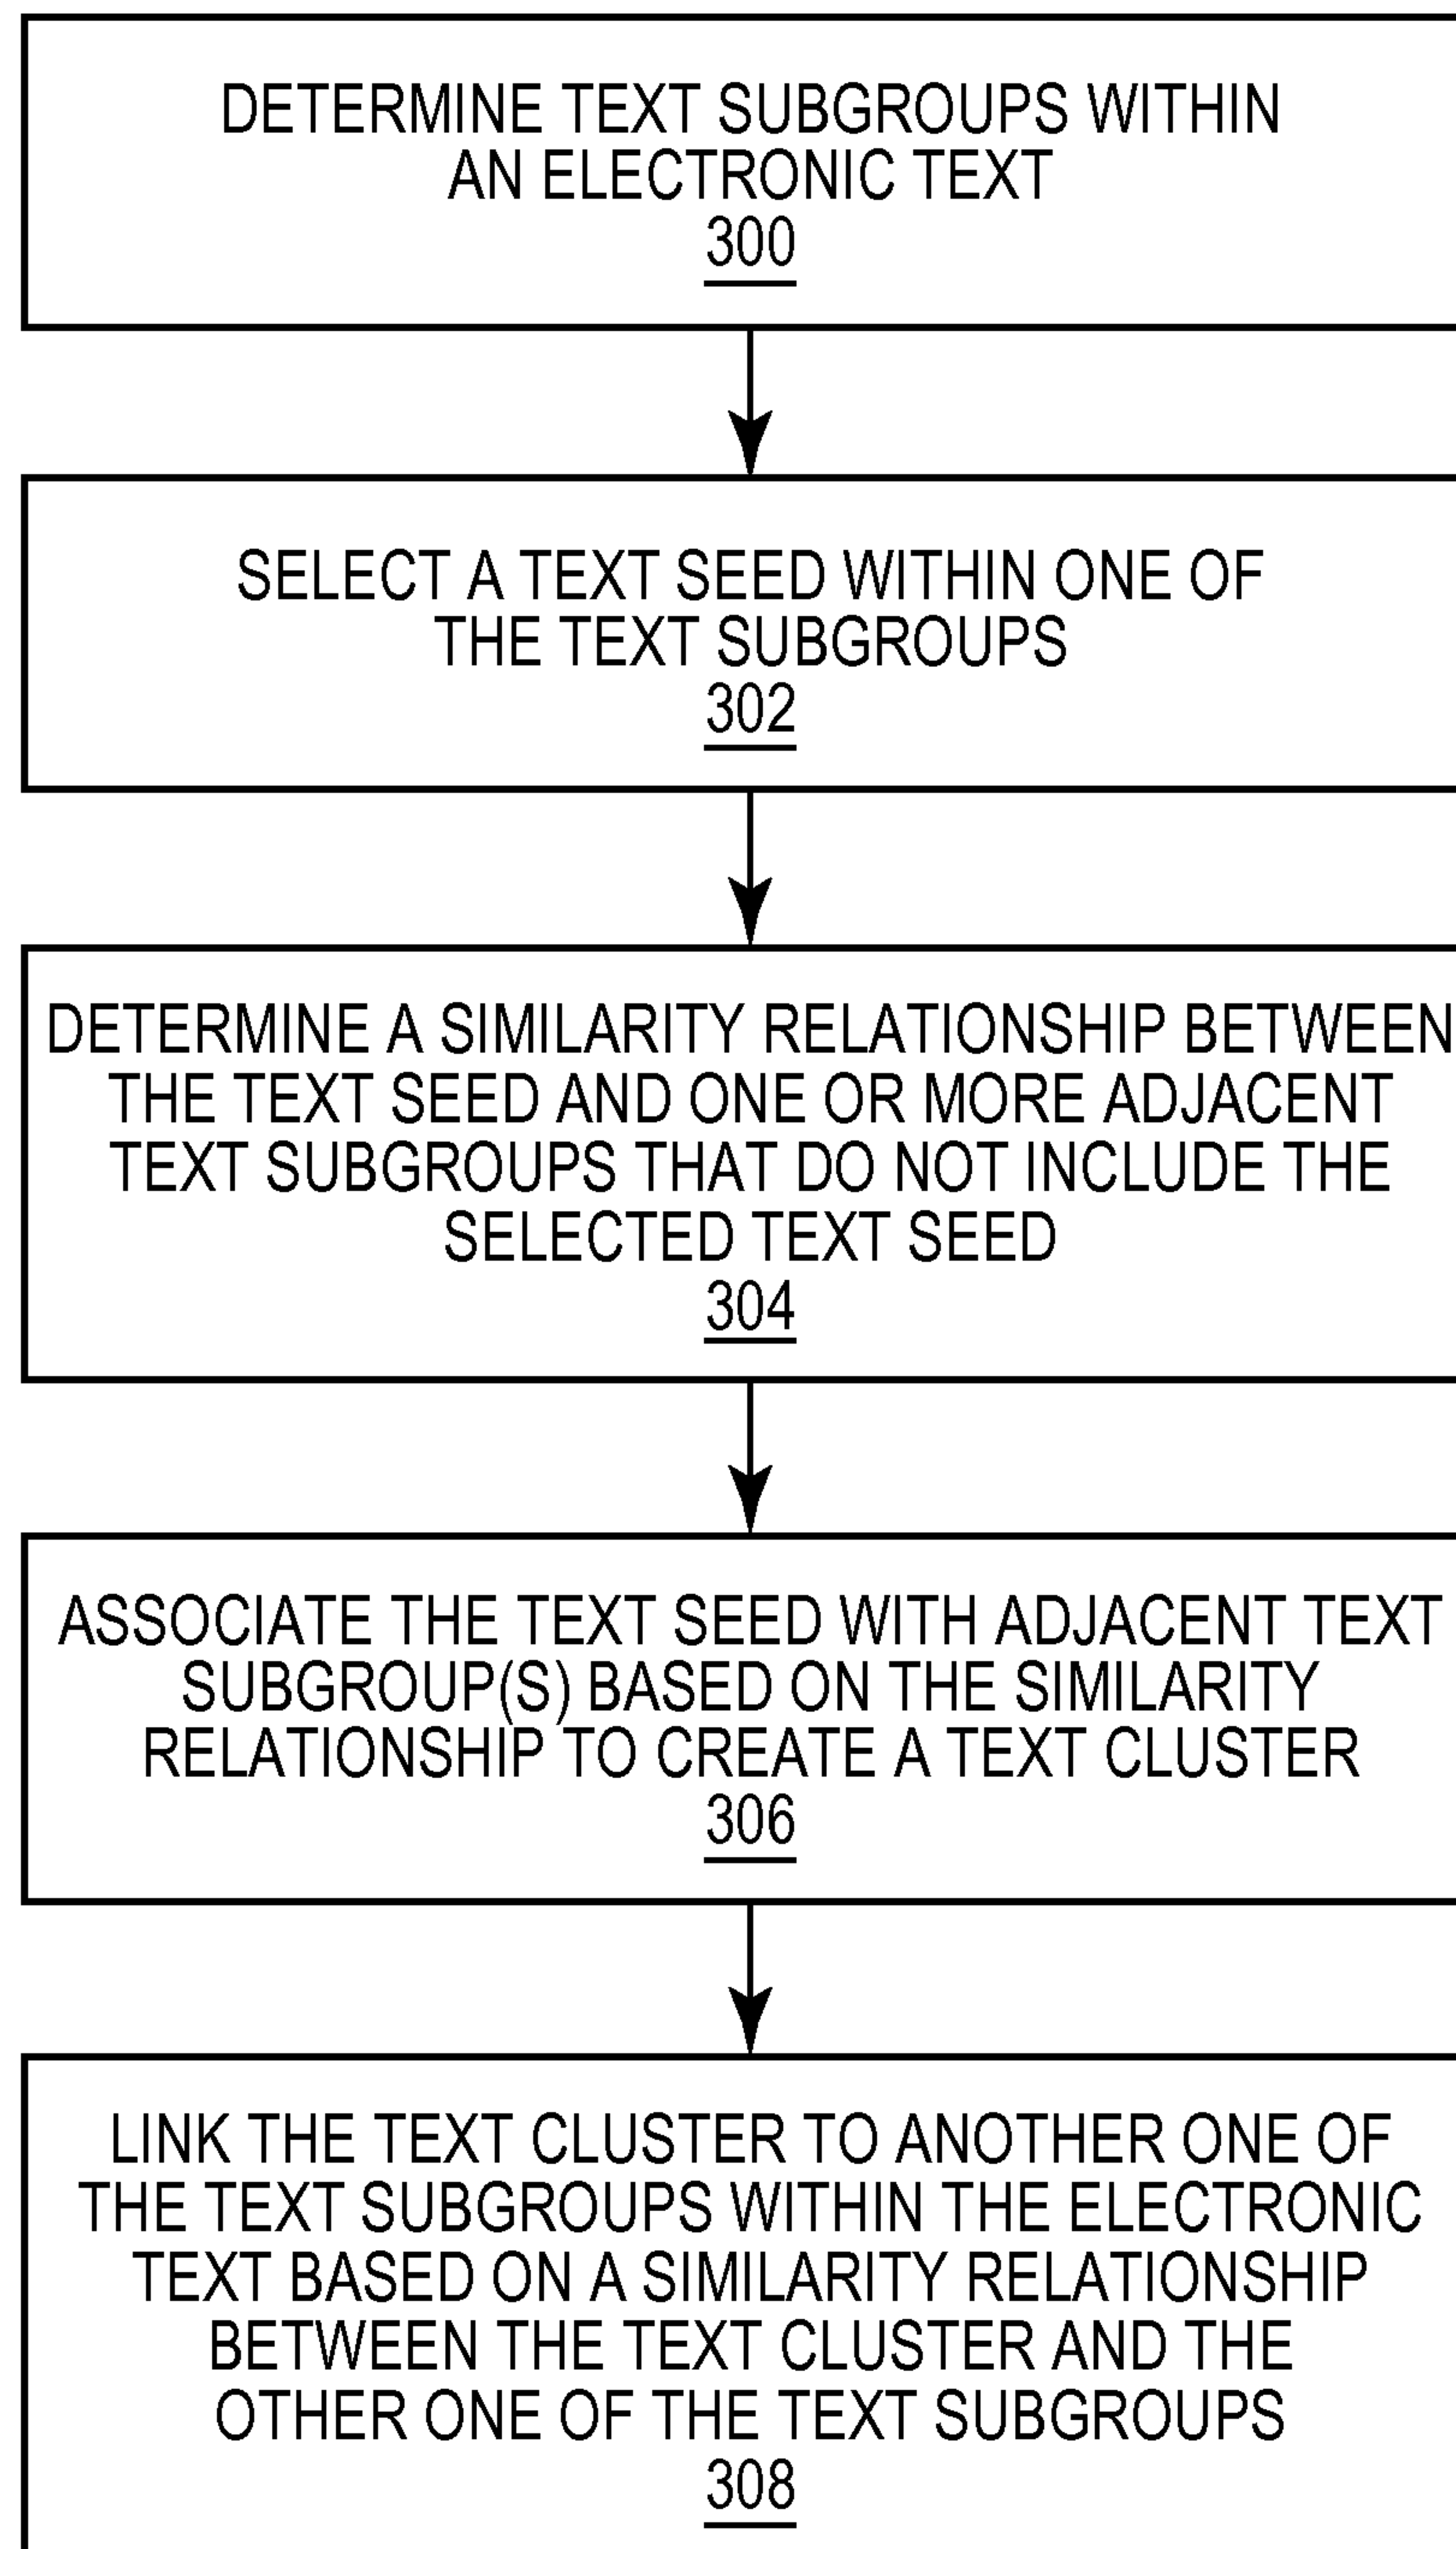 DETERMINE TEXT SUBGROUPS WITHIN
AN ELECTRONIC TEXT
300
SELECT A TEXT SEED WITHIN ONE OF
THE TEXT SUBGROUPS
302
DETERMINE A SIMILARITY RELATIONSHIP BETWEEN
THE TEXT SEED AND ONE OR MORE ADJACENT
TEXT SUBGROUPS THAT DO NOT INCLUDE THE
SELECTED TEXT SEED
304
ASSOCIATE THE TEXT SEED WITH ADJACENT TEXT
SUBGROUP(S) BASED ON THE SIMILARITY
RELATIONSHIP TO CREATE A TEXT CLUSTER
306
LINK THE TEXT CLUSTER TO ANOTHER ONE OF
THE TEXT SUBGROUPS WITHIN THE ELECTRONIC
TEXT BASED ON A SIMILARITY RELATIONSHIP
BETWEEN THE TEXT CLUSTER AND THE
OTHER ONE OF THE TEXT SUBGROUPS
308